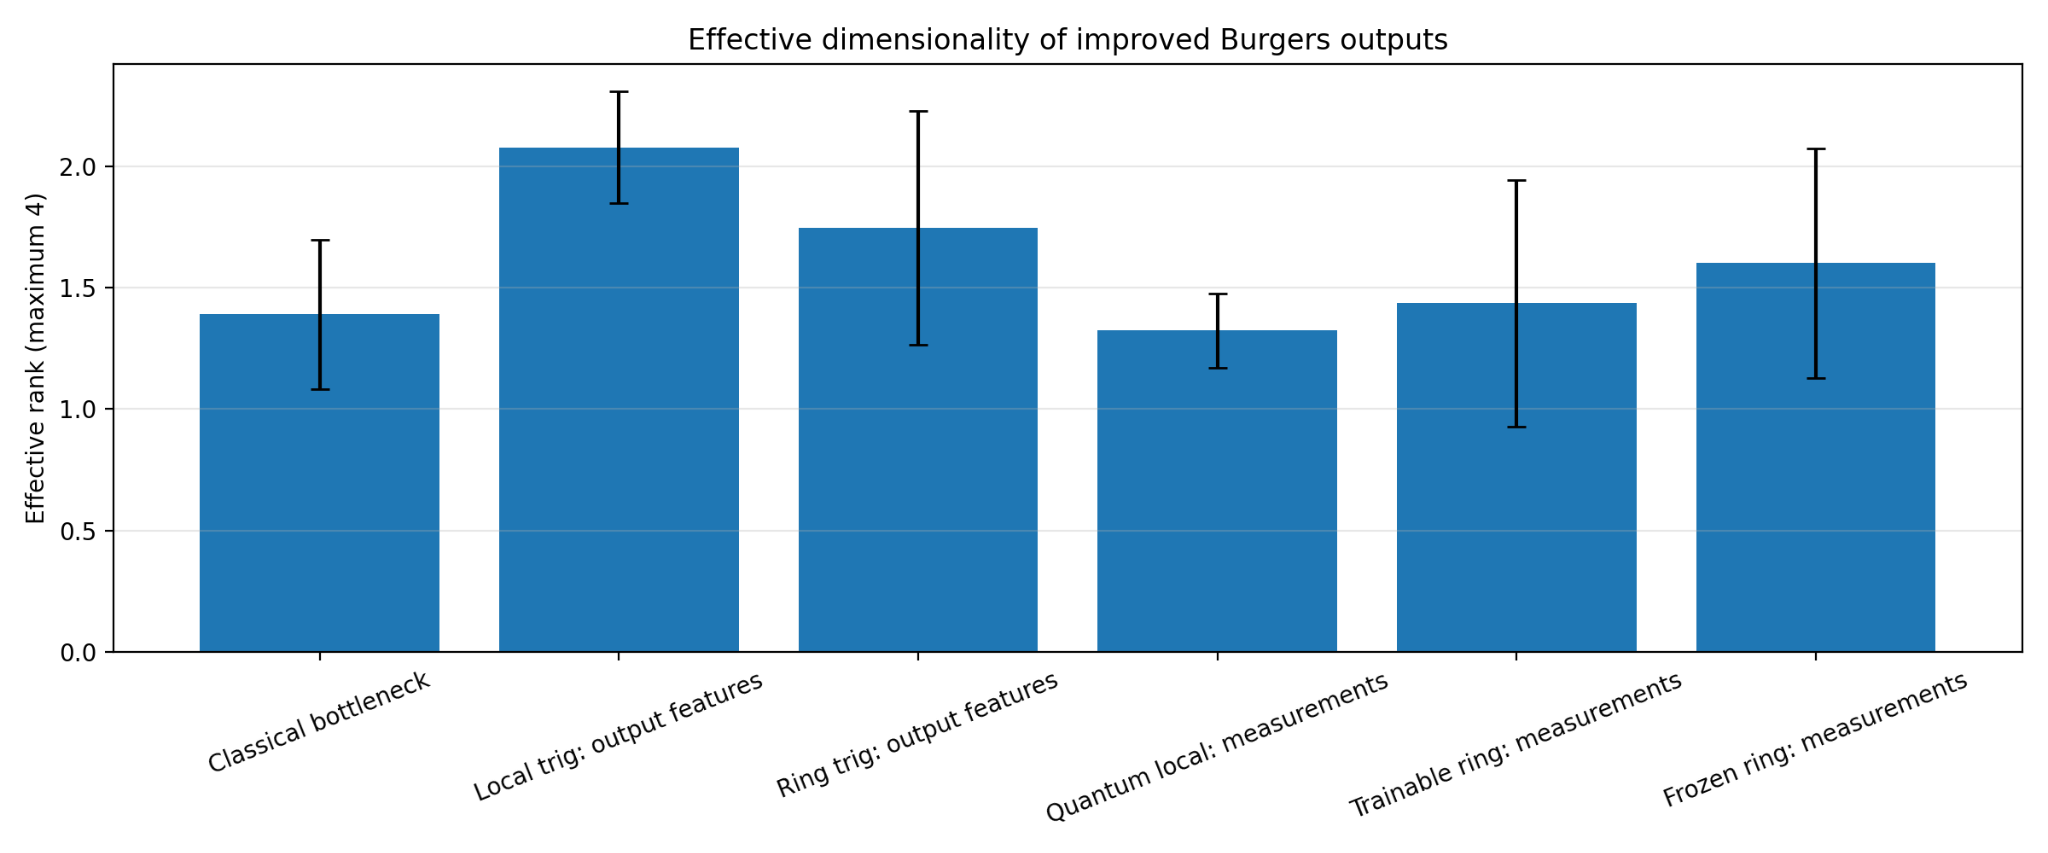 Effective dimensionality of improved Burgers outputs
Effective rank (maximum 4)
2.0
1.5
1.0
0.5
0.0
Classical bottleneck
Local trig: output features
Ring trig: output features
Quantum local: measurements
Trainable ring: measurements
Frozen ring: measurements